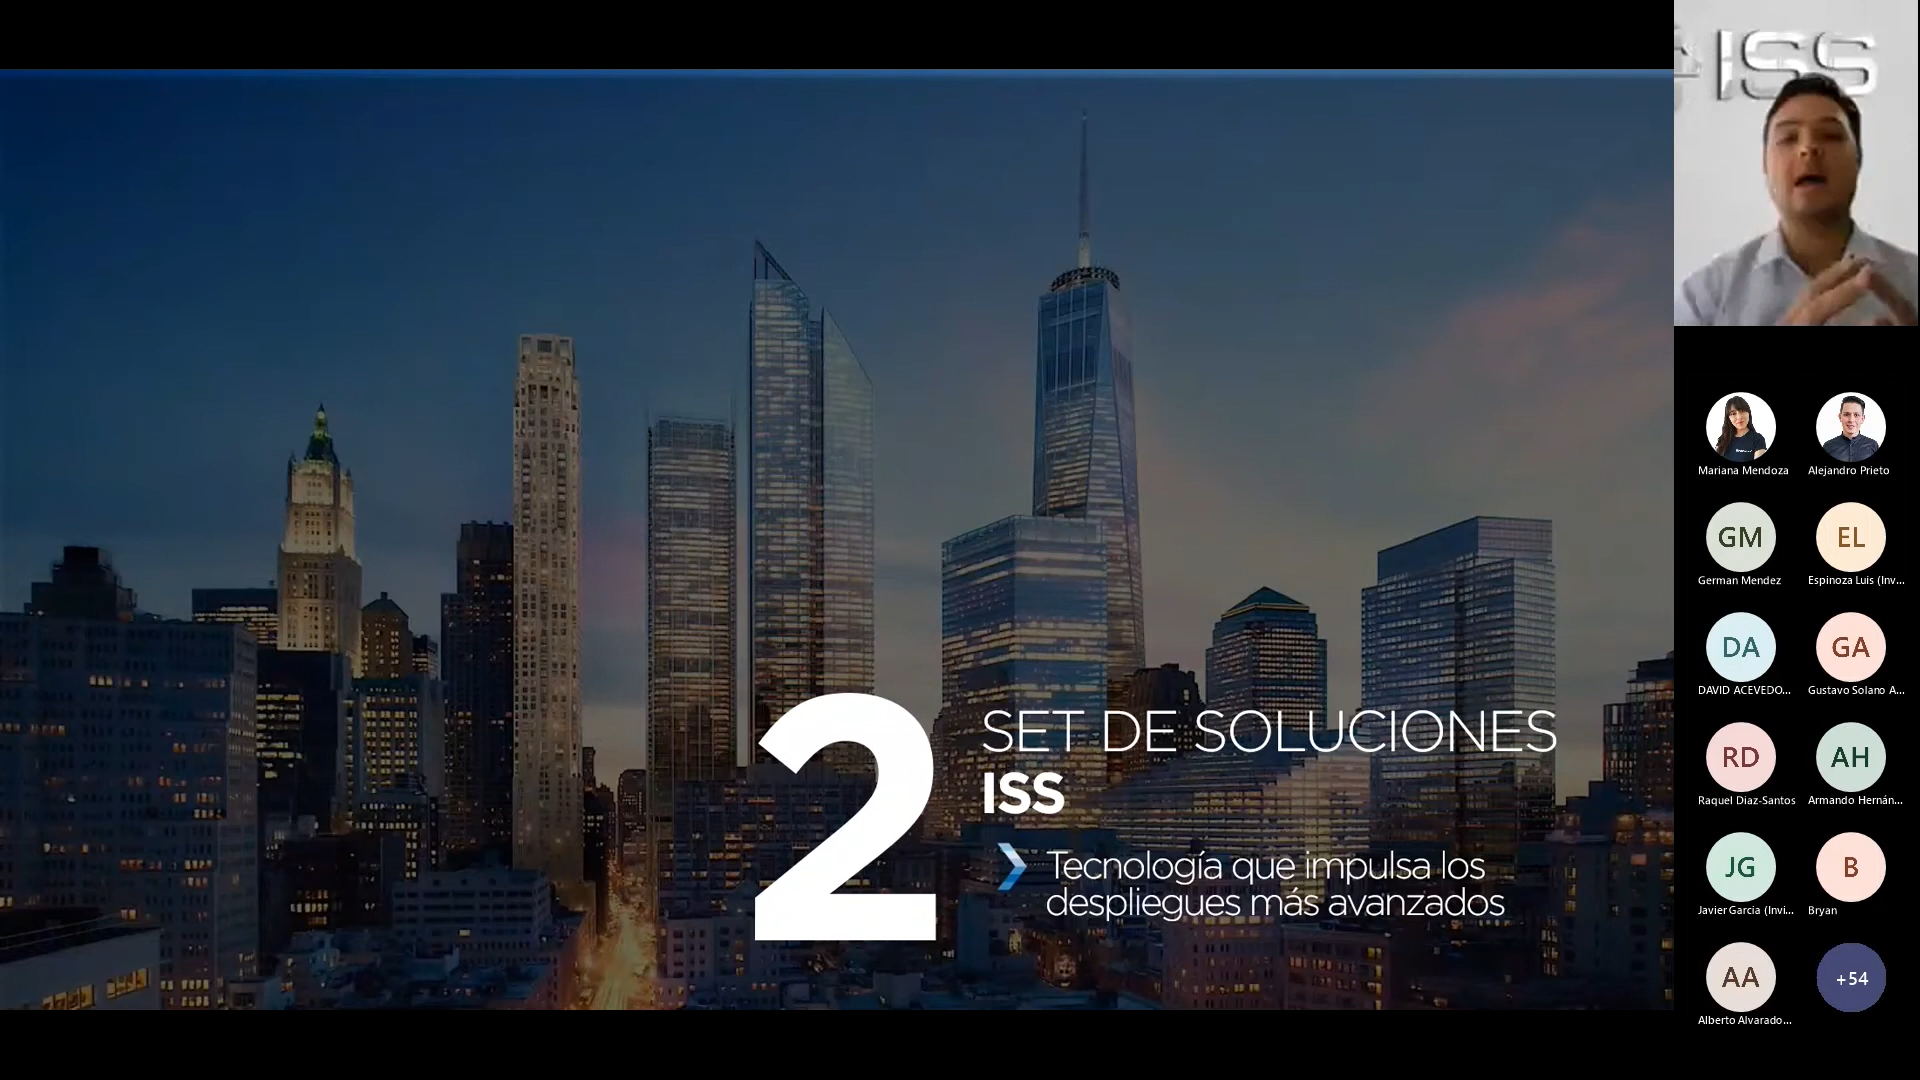 ISS
2
SET DE SOLUCIONES
ISS
Tecnología que impulsa los
despliegues más avanzados
Mariana Mendoza
Alejandro Prieto
GM
EL
German Mendez
Espinoza Luis (Inv...
DA
GA
DAVID ACEVEDO...
Gustavo Solano A...
RD
AH
Raquel Diaz-Santos
Armando Hernán...
JG
B
Javier García (Invi...
Bryan
AA
+54
Alberto Alvarado...